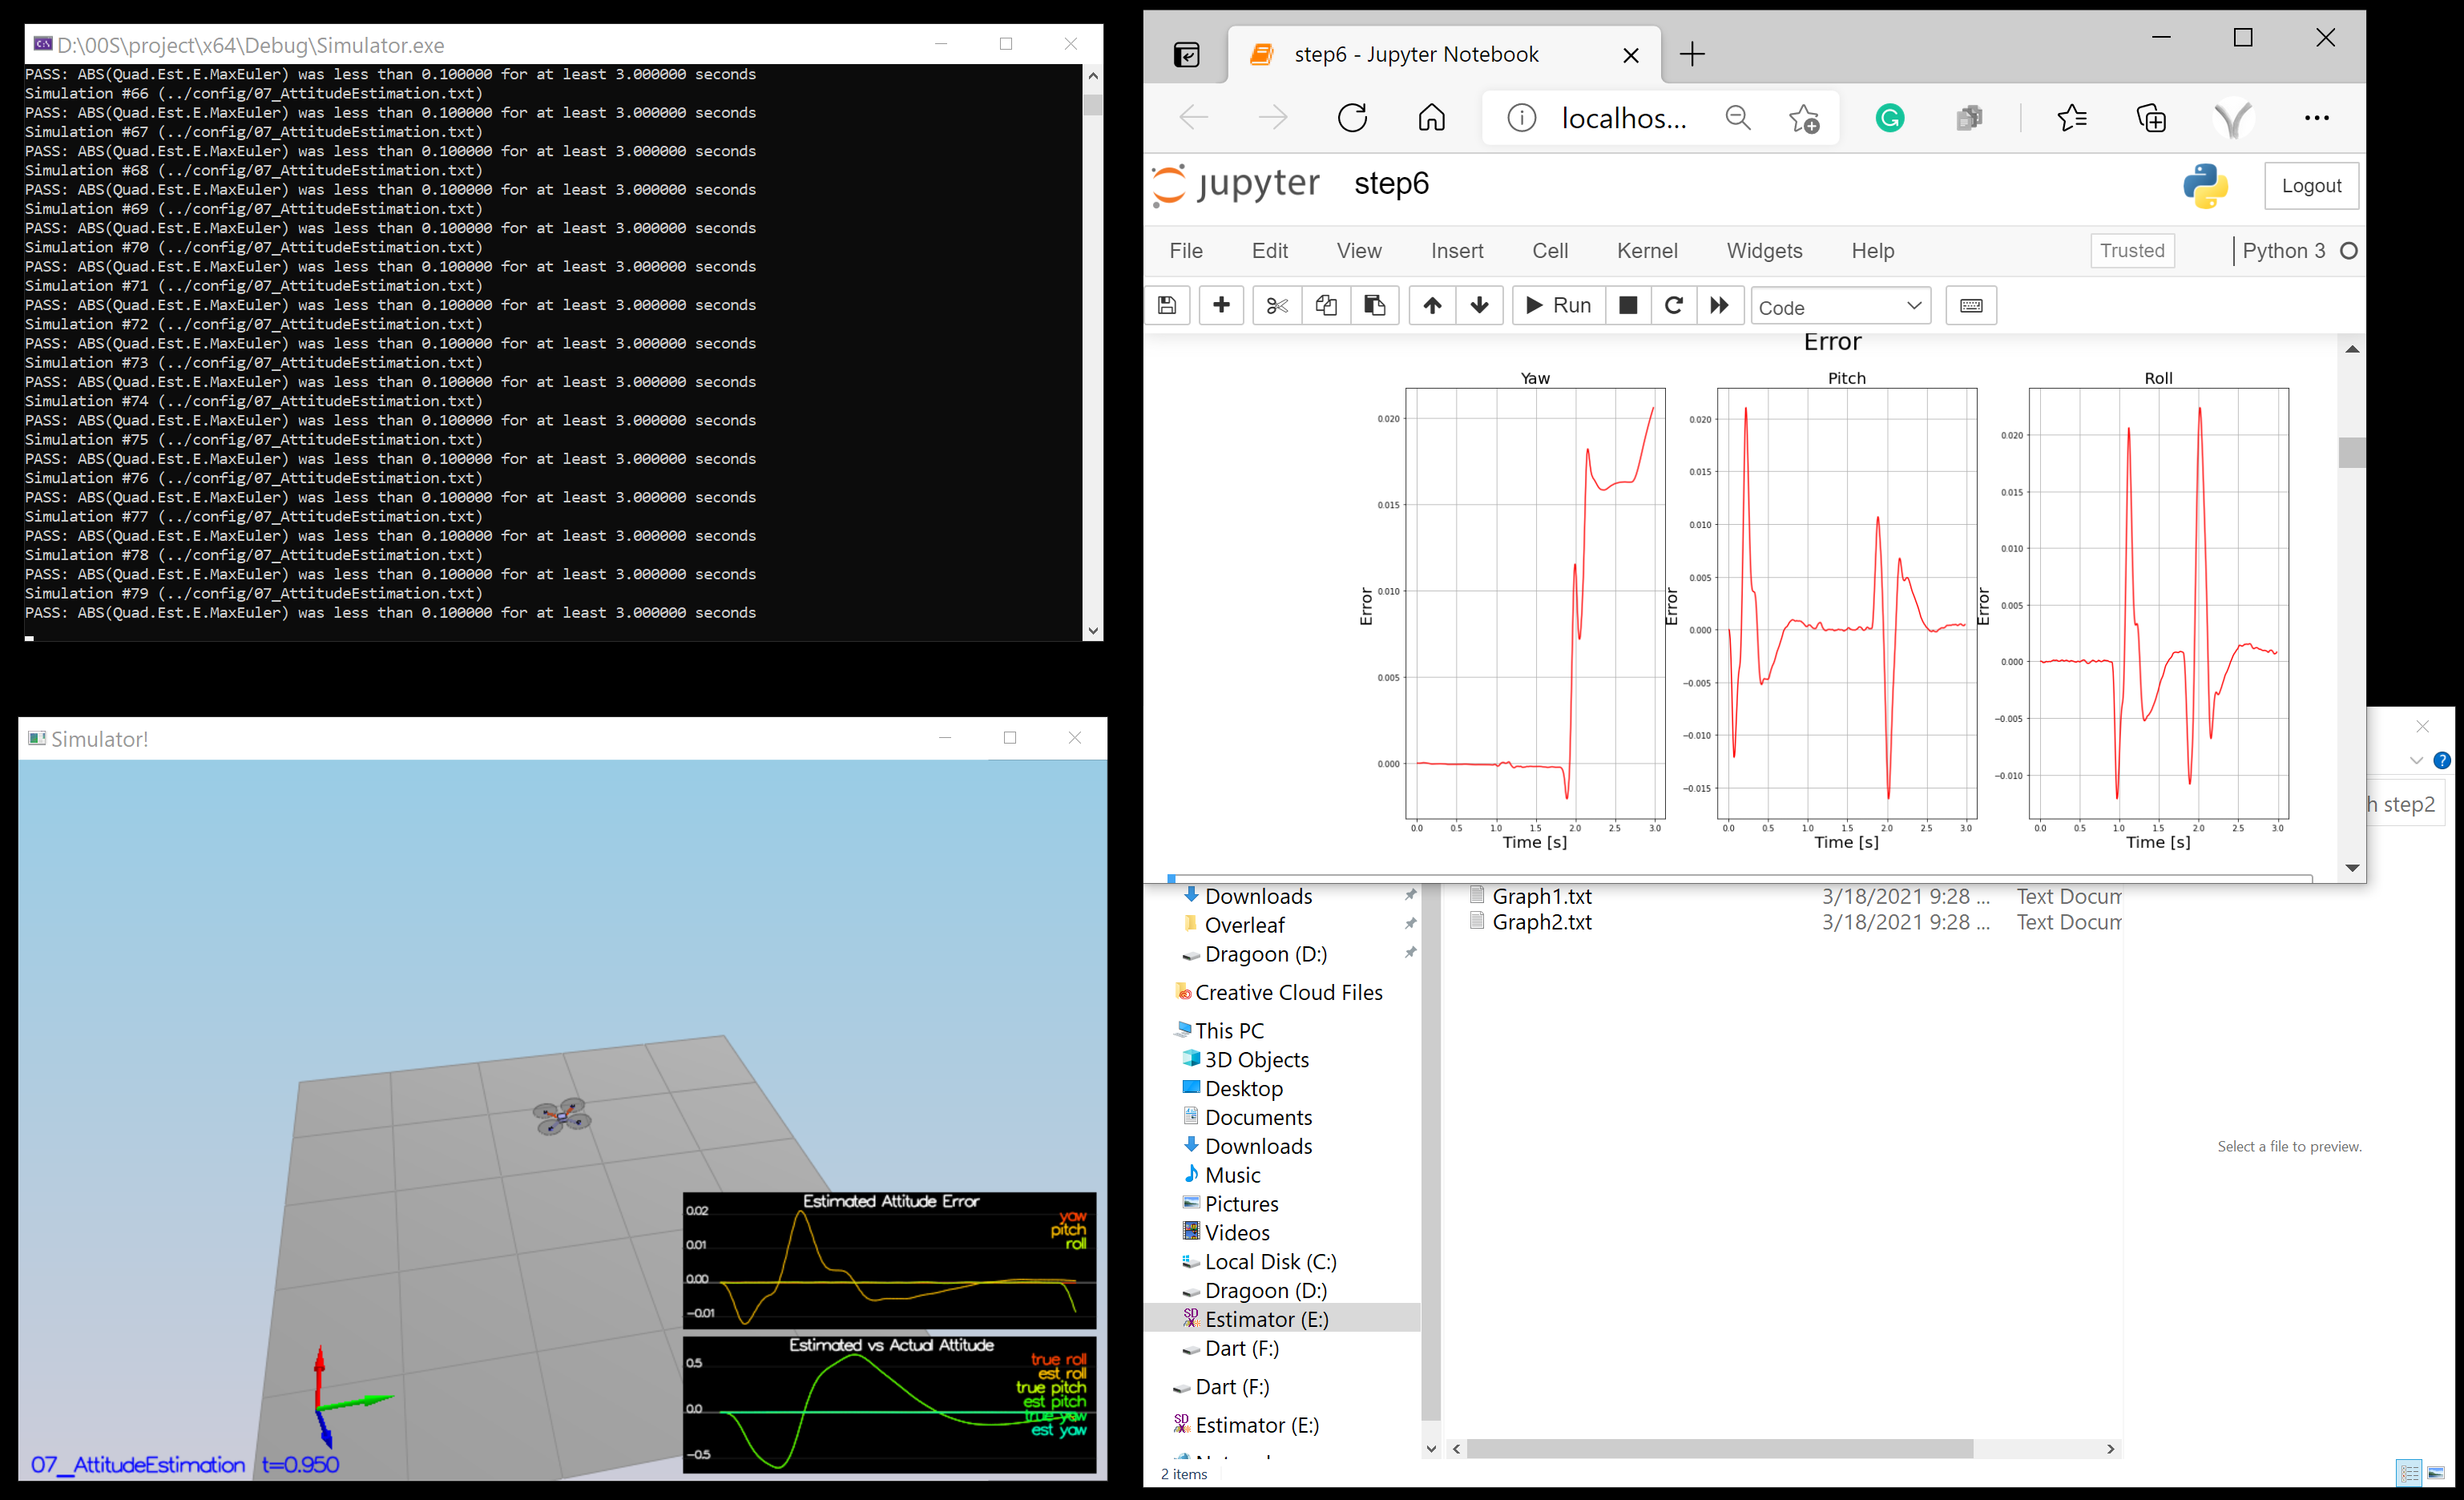 D:\00S\project\x64\Debug\Simulator.exe
PASS: ABS(Quad.Est.E.MaxEuler) was less than 0.100000 for at least 3.000000 seconds
Simulation #66 (../config/07_AttitudeEstimation.txt)
PASS: ABS(Quad.Est.E.MaxEuler) was less than 0.100000 for at least 3.000000 seconds
Simulation #67 (../config/07_AttitudeEstimation.txt)
PASS: ABS(Quad.Est.E.MaxEuler) was less than 0.100000 for at least 3.000000 seconds
Simulation #68 (../config/07_AttitudeEstimation.txt)
PASS: ABS(Quad.Est.E.MaxEuler) was less than 0.100000 for at least 3.000000 seconds
Simulation #69 (../config/07_AttitudeEstimation.txt)
PASS: ABS(Quad.Est.E.MaxEuler) was less than 0.100000 for at least 3.000000 seconds
Simulation #70 (../config/07_AttitudeEstimation.txt)
PASS: ABS(Quad.Est.E.MaxEuler) was less than 0.100000 for at least 3.000000 seconds
Simulation #71 (../config/07_AttitudeEstimation.txt)
PASS: ABS(Quad.Est.E.MaxEuler) was less than 0.100000 for at least 3.000000 seconds
Simulation #72 (../config/07_AttitudeEstimation.txt)
PASS: ABS(Quad.Est.E.MaxEuler) was less than 0.100000 for at least 3.000000 seconds
Simulation #73 (../config/07_AttitudeEstimation.txt)
PASS: ABS(Quad.Est.E.MaxEuler) was less than 0.100000 for at least 3.000000 seconds
Simulation #74 (../config/07_AttitudeEstimation.txt)
PASS: ABS(Quad.Est.E.MaxEuler) was less than 0.100000 for at least 3.000000 seconds
Simulation #75 (../config/07_AttitudeEstimation.txt)
PASS: ABS(Quad.Est.E.MaxEuler) was less than 0.100000 for at least 3.000000 seconds
Simulation #76 (../config/07_AttitudeEstimation.txt)
PASS: ABS(Quad.Est.E.MaxEuler) was less than 0.100000 for at least 3.000000 seconds
Simulation #77 (../config/07_AttitudeEstimation.txt)
PASS: ABS(Quad.Est.E.MaxEuler) was less than 0.100000 for at least 3.000000 seconds
Simulation #78 (../config/07_AttitudeEstimation.txt)
PASS: ABS(Quad.Est.E.MaxEuler) was less than 0.100000 for at least 3.000000 seconds
Simulation #79 (../config/07_AttitudeEstimation.txt)
PASS: ABS(Quad.Est.E.MaxEuler) was less than 0.100000 for at least 3.000000 seconds
Simulator!
Estimated Attitude Error
0.02
0.01
0.00
-0.01
yaw
pitch
roll
Estimated vs Actual Attitude
0.5
0.0
-0.5
true roll
est roll
true pitch
est pitch
true yaw
est yaw
07_AttitudeEstimation t=0.950
step6 - Jupyter Notebook
localhos...
jupyter step6
Logout
File Edit View Insert Cell Kernel Widgets Help Trusted Python 3
Run Code
Error
Yaw
0.020
0.015
0.010
0.005
0.000
Error
0.0 0.5 1.0 1.5 2.0 2.5 3.0
Time [s]
Pitch
0.020
0.015
0.010
0.005
0.000
-0.005
-0.010
-0.015
Error
0.0 0.5 1.0 1.5 2.0 2.5 3.0
Time [s]
Roll
0.020
0.015
0.010
0.005
0.000
-0.005
-0.010
Error
0.0 0.5 1.0 1.5 2.0 2.5 3.0
Time [s]
h step2
Downloads
Overleaf
Dragoon (D:)
Creative Cloud Files
This PC
3D Objects
Desktop
Documents
Downloads
Music
Pictures
Videos
Local Disk (C:)
Dragoon (D:)
Estimator (E:)
Dart (F:)
Dart (F:)
Estimator (E:)
2 items
Graph1.txt 3/18/2021 9:28 ... Text Docum
Graph2.txt 3/18/2021 9:28 ... Text Docum
Select a file to preview.